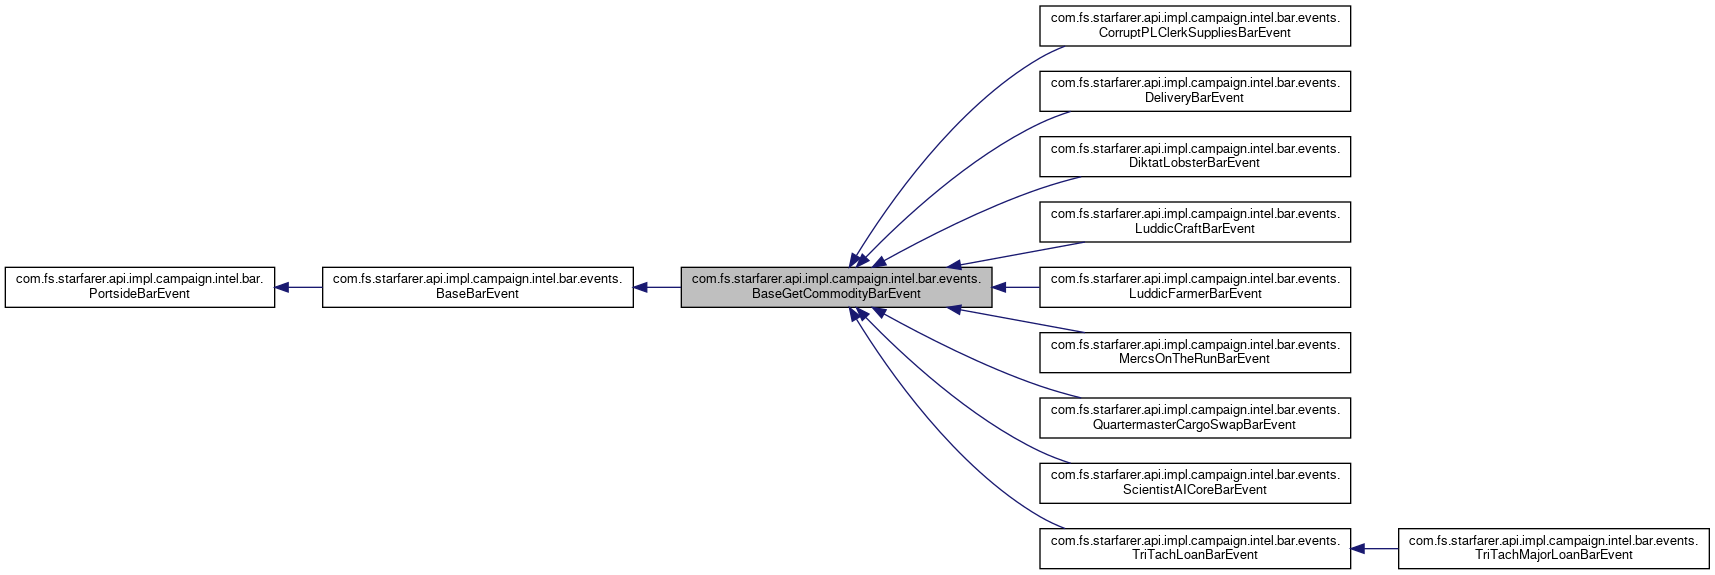 com.fs.starfarer.api.impl.campaign.intel.bar.
PortsideBarEvent
com.fs.starfarer.api.impl.campaign.intel.bar.events.
BaseBarEvent
com.fs.starfarer.api.impl.campaign.intel.bar.events.
BaseGetCommodityBarEvent
com.fs.starfarer.api.impl.campaign.intel.bar.events.
CorruptPLClerkSuppliesBarEvent
com.fs.starfarer.api.impl.campaign.intel.bar.events.
DeliveryBarEvent
com.fs.starfarer.api.impl.campaign.intel.bar.events.
DiktatLobsterBarEvent
com.fs.starfarer.api.impl.campaign.intel.bar.events.
LuddicCraftBarEvent
com.fs.starfarer.api.impl.campaign.intel.bar.events.
LuddicFarmerBarEvent
com.fs.starfarer.api.impl.campaign.intel.bar.events.
MercsOnTheRunBarEvent
com.fs.starfarer.api.impl.campaign.intel.bar.events.
QuartermasterCargoSwapBarEvent
com.fs.starfarer.api.impl.campaign.intel.bar.events.
ScientistAICoreBarEvent
com.fs.starfarer.api.impl.campaign.intel.bar.events.
TriTachLoanBarEvent
com.fs.starfarer.api.impl.campaign.intel.bar.events.
TriTachMajorLoanBarEvent